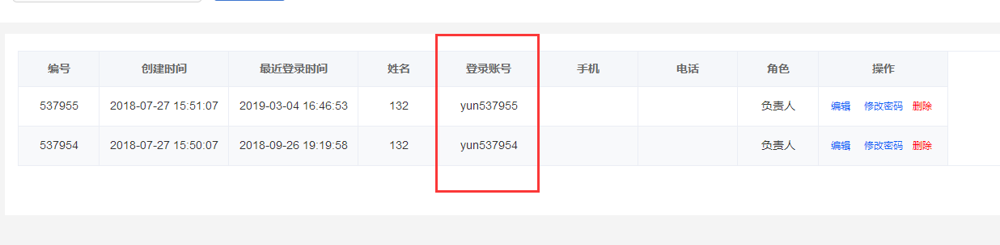 编号 创建时间 最近登录时间 姓名 登录账号 手机 电话 角色 操作
537955 2018-07-27 15:51:07 2019-03-04 16:46:53 132 yun537955 负责人 编辑 修改密码 删除
537954 2018-07-27 15:50:07 2018-09-26 19:19:58 132 yun537954 负责人 编辑 修改密码 删除